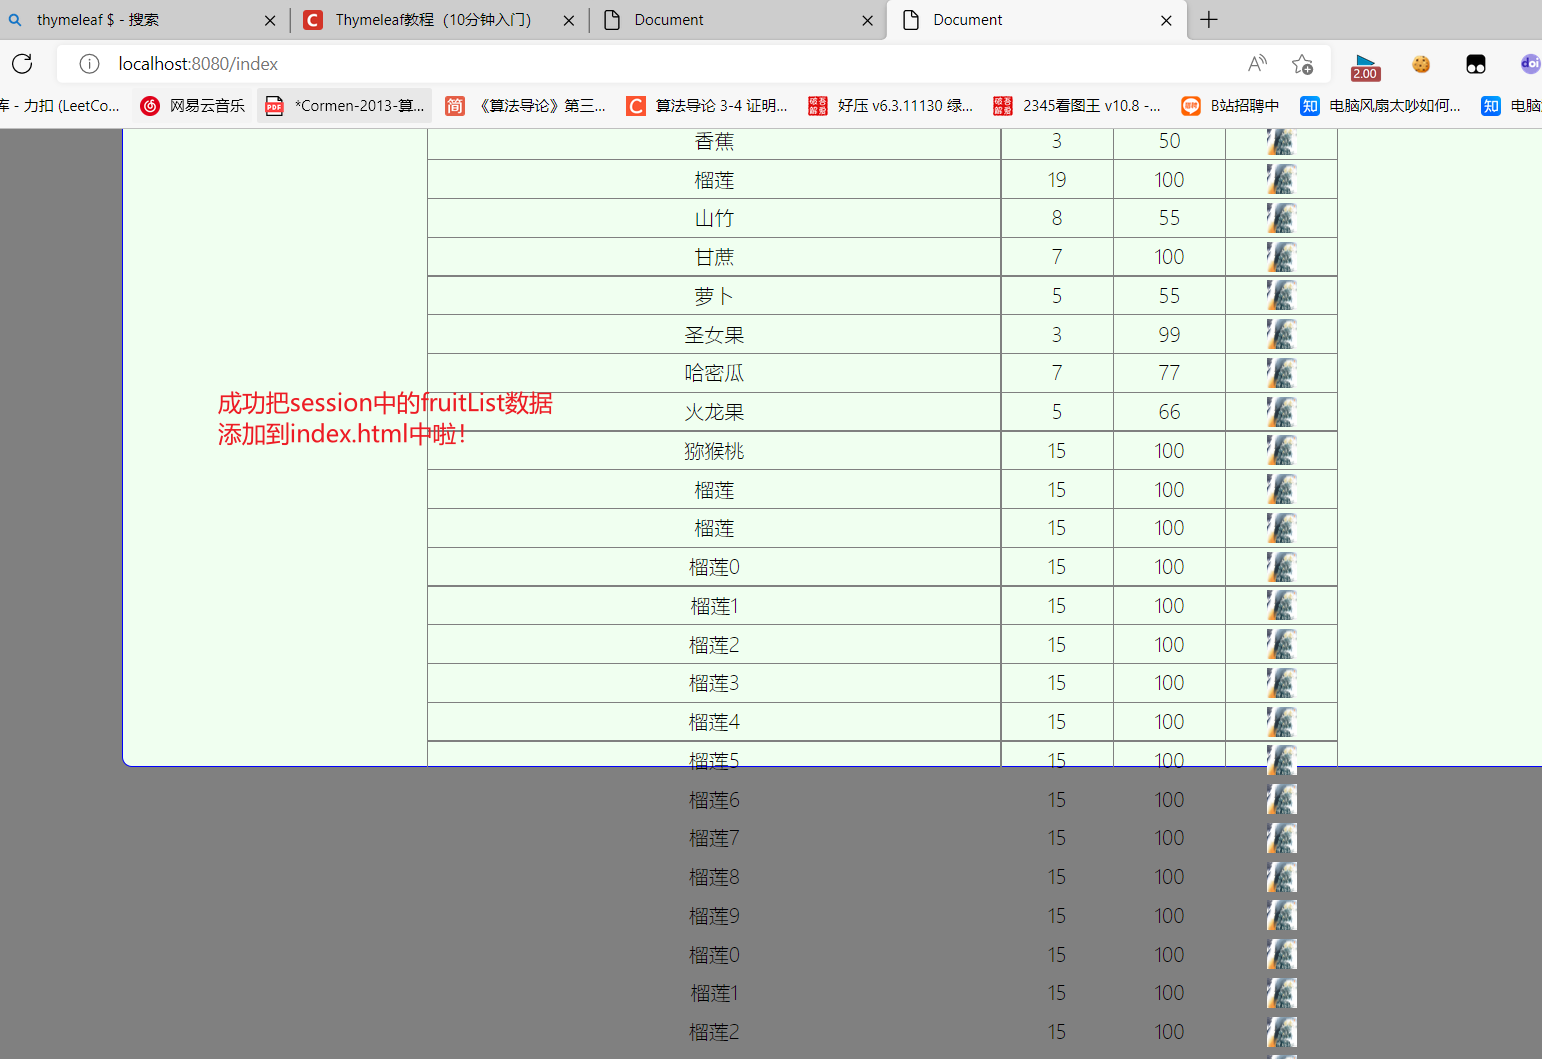 thymeleaf $ - 搜索
Thymeleaf教程（10分钟入门）
Document
Document
localhost:8080/index
2.00
doi
库 - 力扣 (LeetCo...
网易云音乐
*Cormen-2013-算...
《算法导论》第三...
算法导论 3-4 证明...
好压 v6.3.11130 绿...
2345看图王 v10.8 -...
B站招聘中
电脑风扇太吵如何...
电脑
香蕉 3 50
榴莲 19 100
山竹 8 55
甘蔗 7 100
萝卜 5 55
圣女果 3 99
哈密瓜 7 77
成功把session中的fruitList数据
添加到index.html中啦！
火龙果 5 66
猕猴桃 15 100
榴莲 15 100
榴莲 15 100
榴莲0 15 100
榴莲1 15 100
榴莲2 15 100
榴莲3 15 100
榴莲4 15 100
榴莲5 15 100
榴莲6 15 100
榴莲7 15 100
榴莲8 15 100
榴莲9 15 100
榴莲0 15 100
榴莲1 15 100
榴莲2 15 100